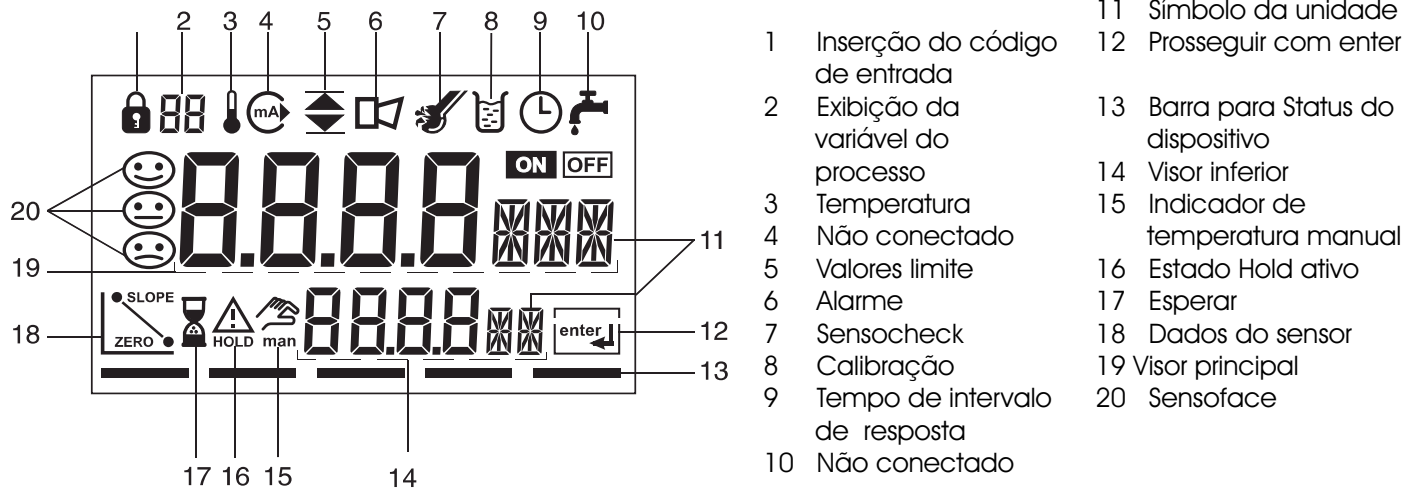 2 3 4 5 6 7 8 9 10
mA
ON OFF
20
11
19
SLOPE
ZERO
18
HOLD
man
enter
12
13
17 16 15 14
1 Inserção do código
de entrada
2 Exibição da
variável do
processo
3 Temperatura
4 Não conectado
5 Valores limite
6 Alarme
7 Sensocheck
8 Calibração
9 Tempo de intervalo
de resposta
10 Não conectado
11 Símbolo da unidade
12 Prosseguir com enter
13 Barra para Status do
dispositivo
14 Visor inferior
15 Indicador de
temperatura manual
16 Estado Hold ativo
17 Esperar
18 Dados do sensor
19 Visor principal
20 Sensoface